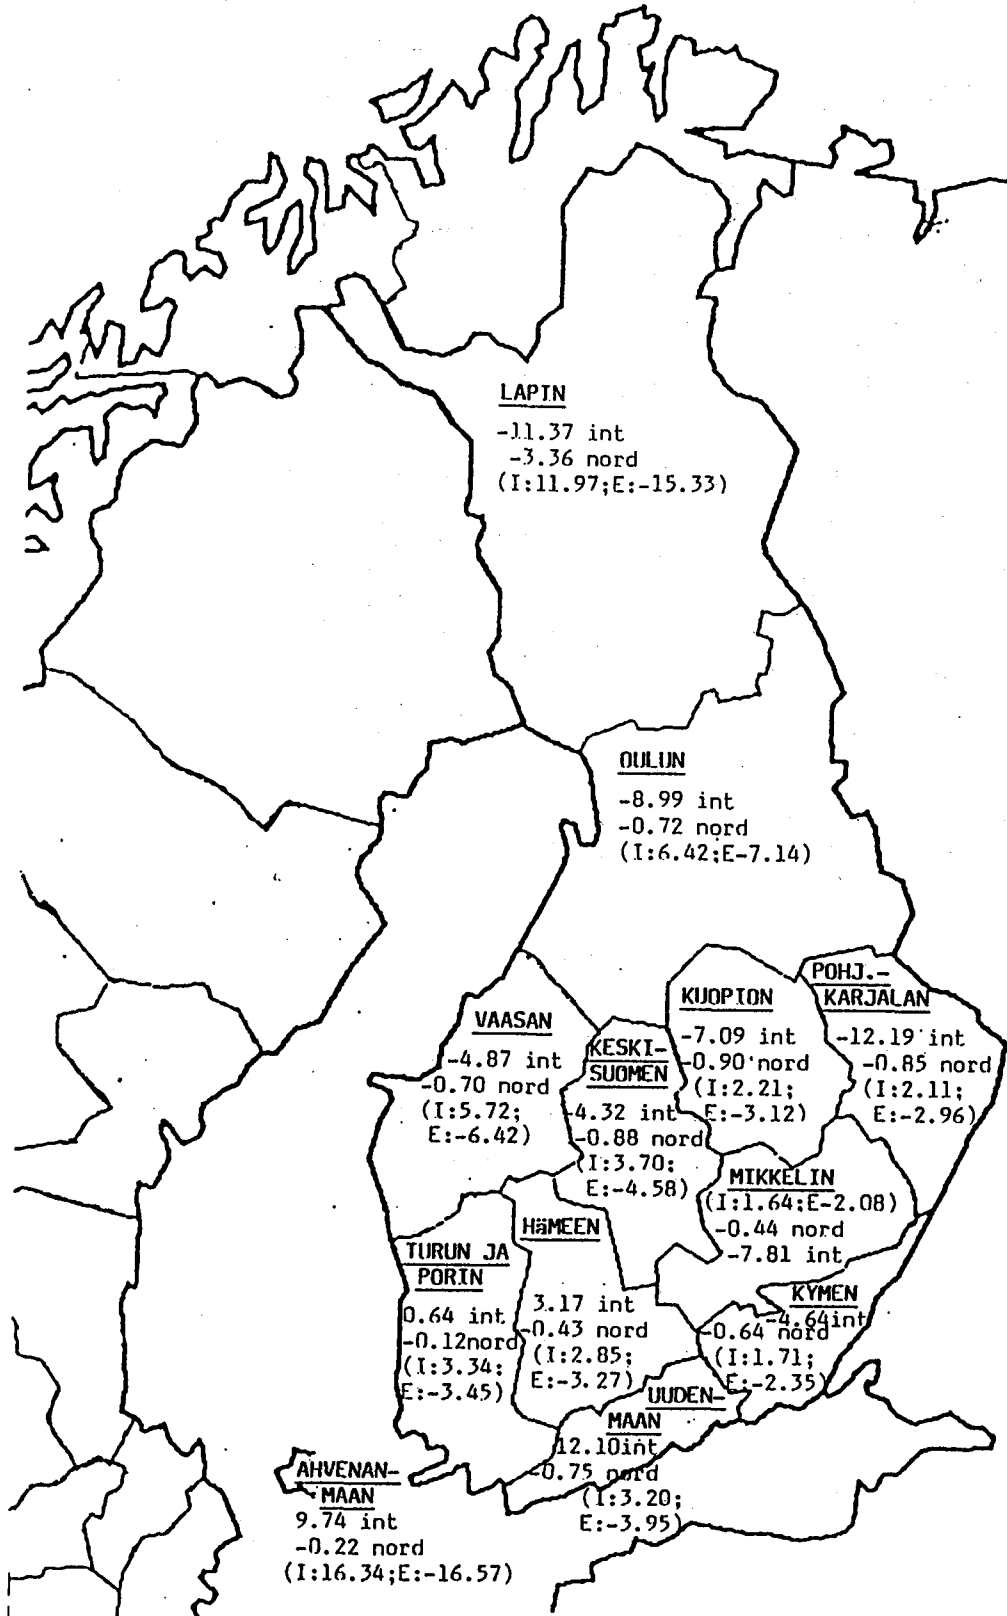 LAPIN
-11.37 int
-3.36 nord
(I:11.97;E:-15.33)
OULUN
-8.99 int
-0.72 nord
(I:6.42;E-7.14)
VAASAN
-4.87 int
-0.70 nord
(I:5.72;
E:-6.42)
KESKI-
SUOMEN
-4.32 int
-0.88 nord
(I:3.70;
E:-4.58)
KUOPION
-7.09 int
-0.90 nord
(I:2.21;
E:-3.12)
POHJ.-
KARJALAN
-12.19 int
-0.85 nord
(I:2.11;
E:-2.96)
MIKKELIN
(I:1.64:E-2.08)
-0.44 nord
-7.81 int
TURUN JA
PORIN
0.64 int
-0.12nord
(I:3.34:
E:-3.45)
HäMEEN
3.17 int
-0.43 nord
(I:2.85;
E:-3.27)
KYMEN
-4.64int
-0.64 nord
(I:1.71;
E:-2.35)
UUDEN-
MAAN
12.10int
-0.75 nord
(I:3.20;
E:-3.95)
AHVENAN-
MAAN
9.74 int
-0.22 nord
(I:16.34;E:-16.57)